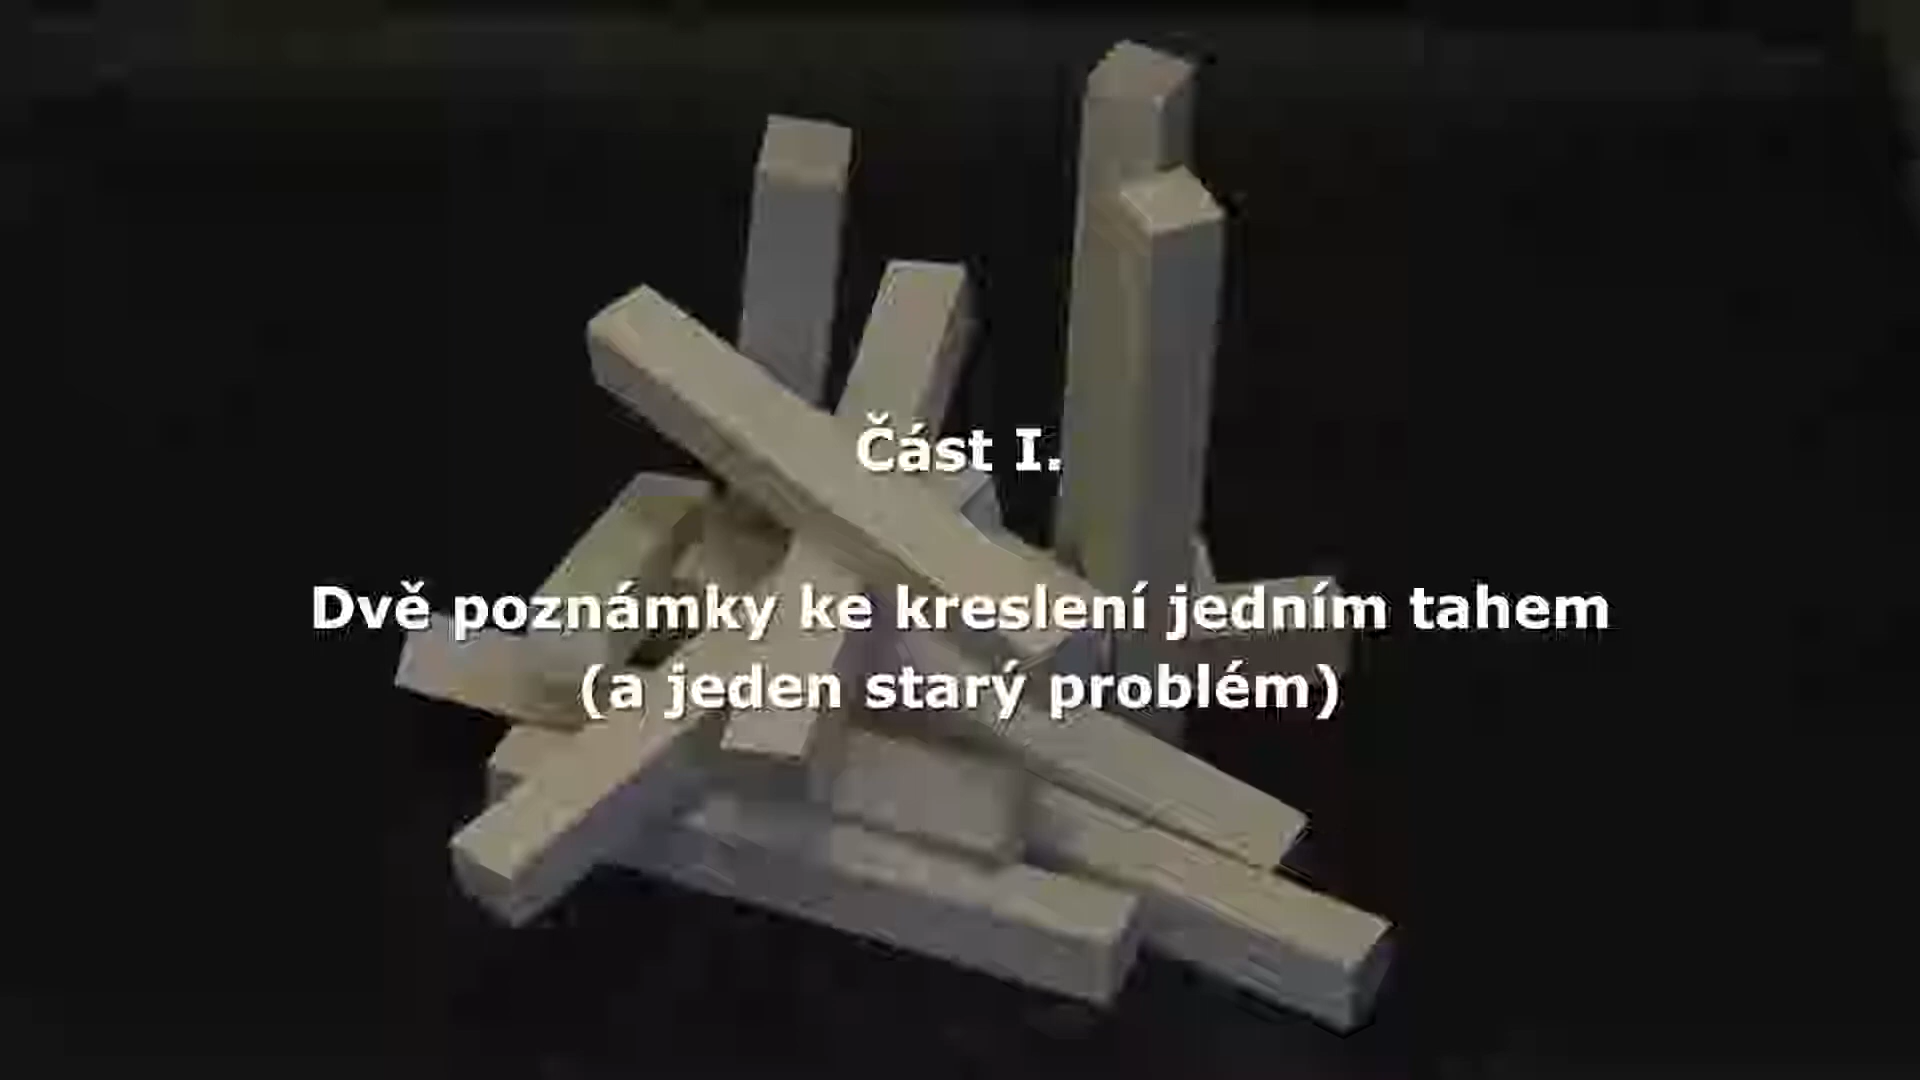 Část I.
Dvě poznámky ke kreslení jedním tahem
(a jeden starý problém)